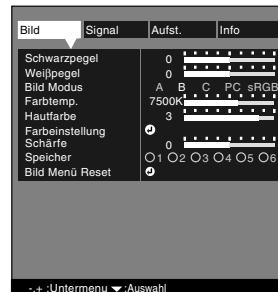 Bild Signal Aufst. Info
Schwarzpegel 0
Weiβpegel 0
Bild Modus A B C PC sRGB
Farbtemp. 7500K
Hautfarbe 3
Farbeinstellung
Schärfe 0
Speicher O1 O2 O3 O4 O5 O6
Bild Menü Reset
-.+ :Untermenu :Auswahl